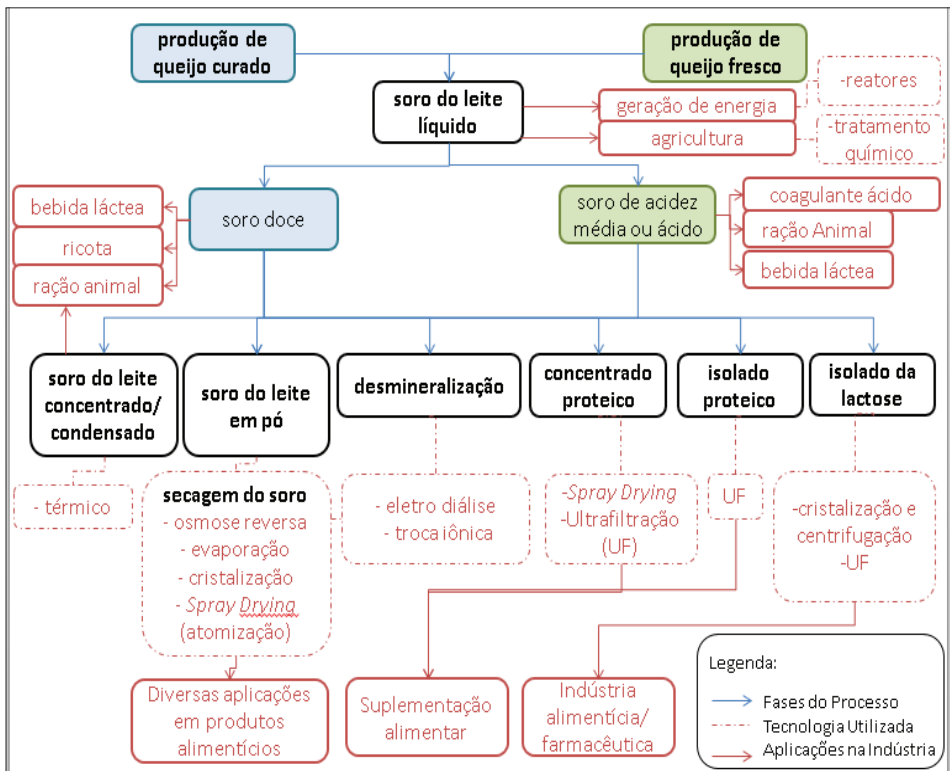 produção de
queijo curado
produção de
queijo fresco
soro do leite
líquido
geração de energia
-reatores
agricultura
-tratamento
químico
bebida láctea
ricota
ração animal
soro doce
soro de acidez
média ou ácido
coagulante ácido
ração Animal
bebida láctea
soro do leite
concentrado/
condensado
soro do leite
em pó
desmineralização
concentrado
proteico
isolado
proteico
isolado da
lactose
- térmico
secagem do soro
- osmose reversa
- evaporação
- cristalização
- Spray Drying
(atomização)
- eletro diálise
- troca iônica
-Spray Drying
-Ultrafiltração
(UF)
UF
-cristalização e
centrifugação
-UF
Diversas aplicações
em produtos
alimentícios
Suplementação
alimentar
Indústria
alimentícia/
farmacêutica
Legenda:
Fases do Processo
Tecnologia Utilizada
Aplicações na Indústria